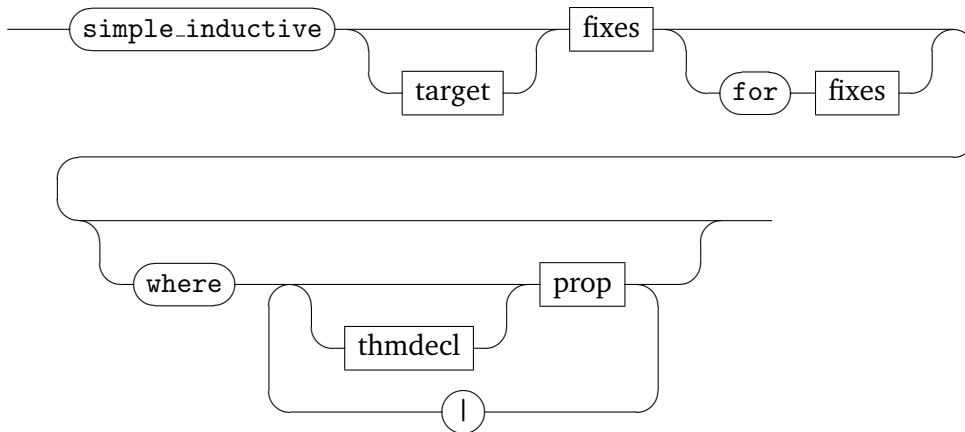 simple_inductive fixes
target for fixes
where prop
thmdecl
|